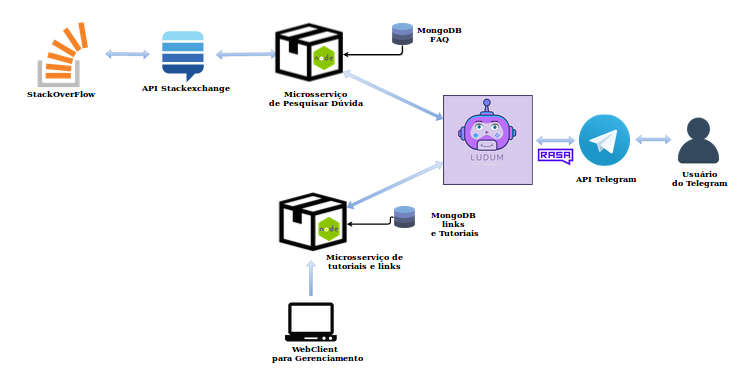 MongoDB
FAQ
StackOverFlow
API Stackexchange
node
Microsserviço
de Pesquisar Dúvida
LUDUM
RASA
API Telegram
Usuário
do Telegram
node
MongoDB
links
e Tutoriais
Microsserviço de
tutoriais e links
WebClient
para Gerenciamento